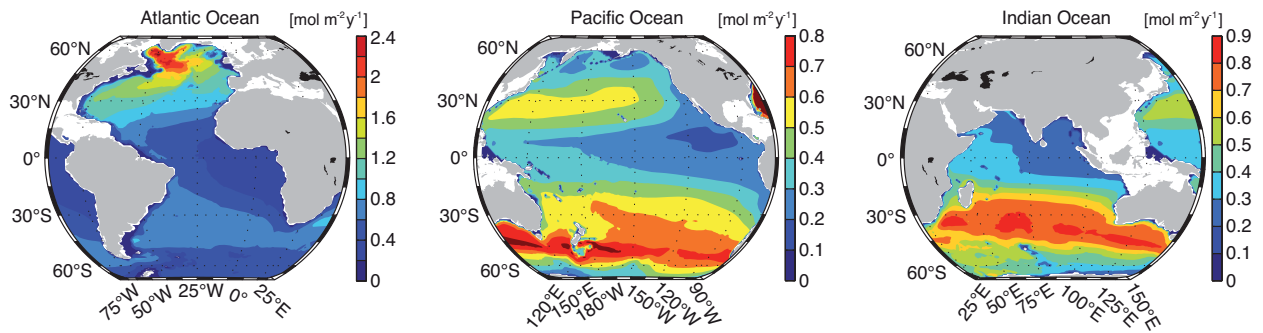 Atlantic Ocean [mol m⁻² y⁻¹]
60°N
30°N
0°
30°S
60°S
75°W 50°W 25°W 0° 25°E
2.4
2
1.6
1.2
0.8
0.4
0
Pacific Ocean [mol m⁻² y⁻¹]
60°N
30°N
0°
30°S
60°S
120°E 150°E 180°W 150°W 120°W 90°W
0.8
0.7
0.6
0.5
0.4
0.3
0.2
0.1
0
Indian Ocean [mol m⁻² y⁻¹]
60°N
30°N
0°
30°S
60°S
25°E 50°E 75°E 100°E 125°E 150°E
0.9
0.8
0.7
0.6
0.5
0.4
0.3
0.2
0.1
0